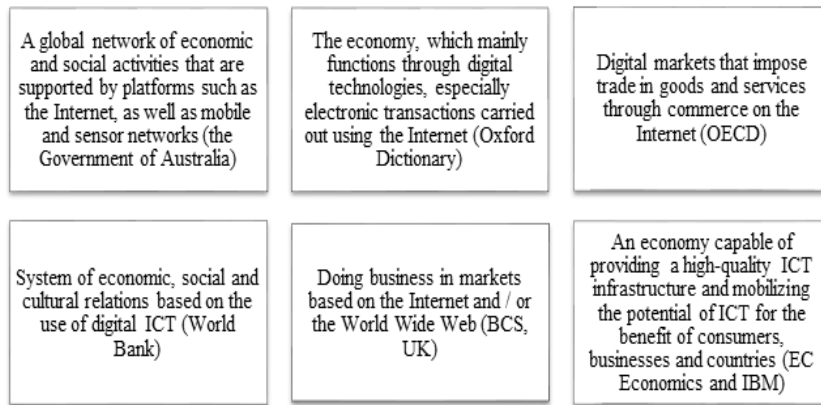 A global network of economic
and social activities that are
supported by platforms such as
the Internet, as well as mobile
and sensor networks (the
Government of Australia)
The economy, which mainly
functions through digital
technologies, especially
electronic transactions carried
out using the Internet (Oxford
Dictionary)
Digital markets that impose
trade in goods and services
through commerce on the
Internet (OECD)
System of economic, social and
cultural relations based on the
use of digital ICT (World
Bank)
Doing business in markets
based on the Internet and / or
the World Wide Web (BCS,
UK)
An economy capable of
providing a high-quality ICT
infrastructure and mobilizing
the potential of ICT for the
benefit of consumers,
businesses and countries (EC
Economics and IBM)